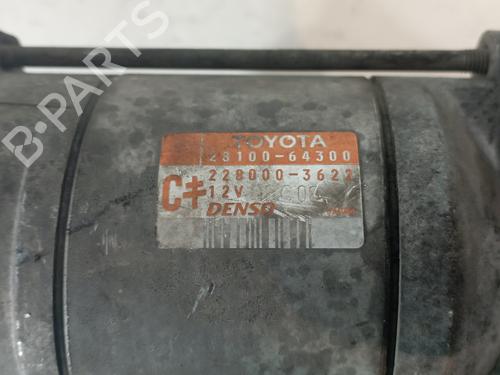 TOYOTA
28100-64300
228000-3622
C
12V
DENSO
B-PARTS